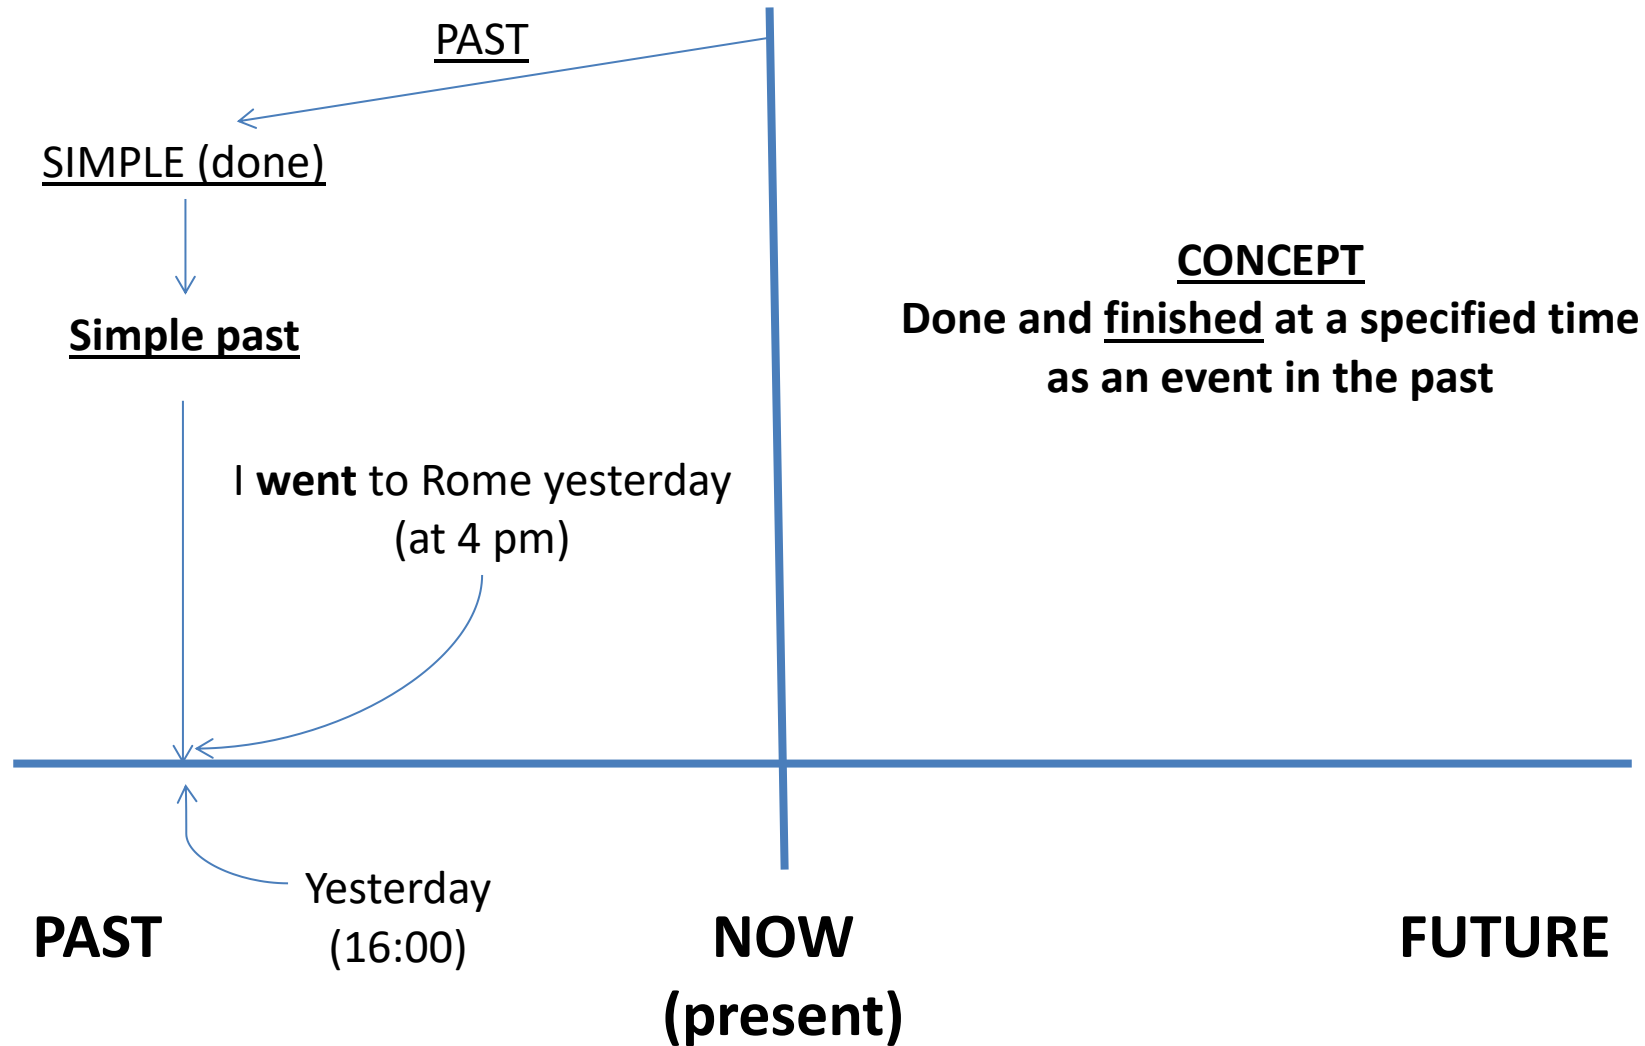 PAST
SIMPLE (done)
Simple past
CONCEPT
Done and finished at a specified time
as an event in the past
I went to Rome yesterday
(at 4 pm)
Yesterday
(16:00)
PAST
NOW
(present)
FUTURE